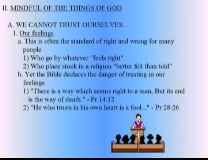 II. MINDFUL OF THE THINGS OF GOD
A. WE CANNOT TRUST OURSELVES...
1. Our feelings
a. This is often the standard of right and wrong for many
people
1) Who go by whatever "feels right"
2) Who place stock in a religion "better felt than told"
b. Yet the Bible declares the danger of trusting in our
feelings
1) "There is a way which seems right to a man, But its end
is the way of death." - Pr 14:12
2) "He who trusts in his own heart is a fool..." - Pr 28:26